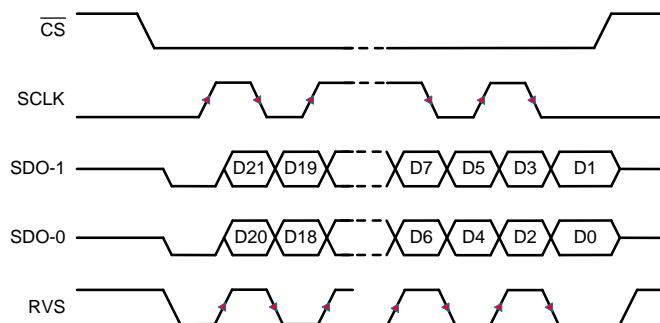 CS
SCLK
SDO-1 D21 D19 D7 D5 D3 D1
SDO-0 D20 D18 D6 D4 D2 D0
RVS